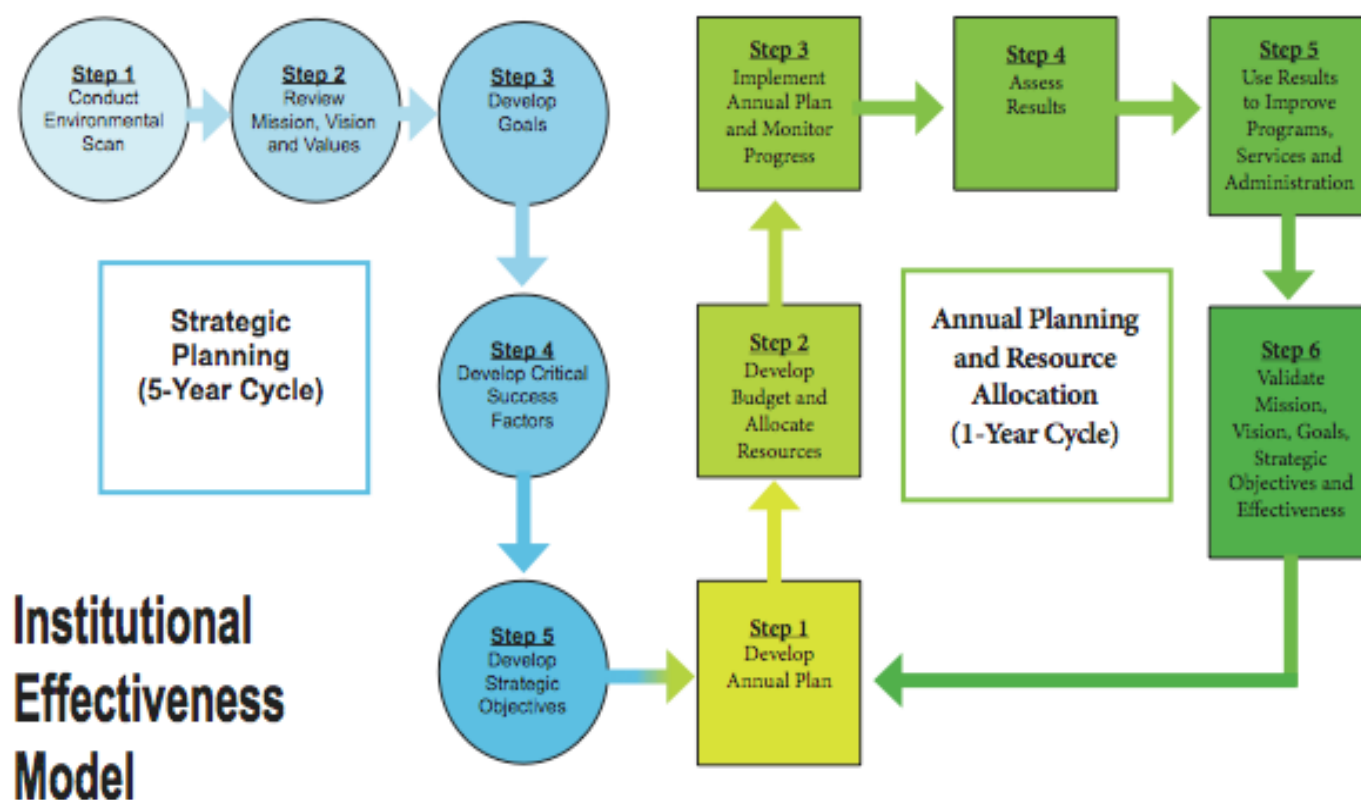 Step 1
Conduct
Environmental
Scan
Step 2
Review
Mission, Vision
and Values
Step 3
Develop
Goals
Strategic
Planning
(5-Year Cycle)
Step 4
Develop Critical
Success
Factors
Step 5
Develop
Strategic
Objectives
Step 1
Develop
Annual Plan
Step 2
Develop
Budget and
Allocate
Resources
Step 3
Implement
Annual Plan
and Monitor
Progress
Step 4
Assess
Results
Step 5
Use Results
to Improve
Programs,
Services and
Administration
Annual Planning
and Resource
Allocation
(1-Year Cycle)
Step 6
Validate
Mission,
Vision, Goals,
Strategic
Objectives and
Effectiveness
Institutional
Effectiveness
Model